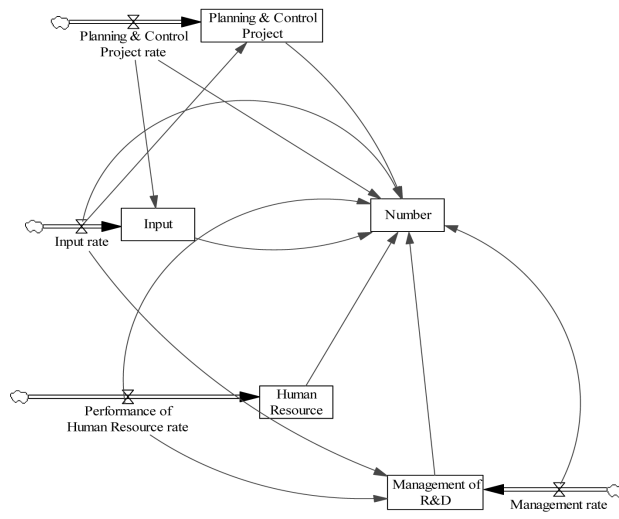 Planning & Control
Project rate
Planning & Control
Project
Input rate
Input
Number
Performance of
Human Resource rate
Human
Resource
Management of
R&D
Management rate